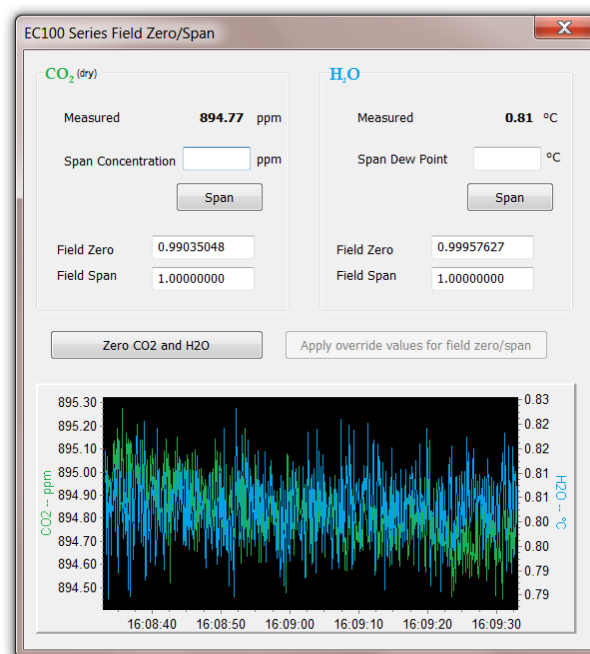 EC100 Series Field Zero/Span
CO2 (dry)
Measured 894.77 ppm
Span Concentration ppm
Span
Field Zero 0.99035048
Field Span 1.00000000
H2O
Measured 0.81 °C
Span Dew Point °C
Span
Field Zero 0.99957627
Field Span 1.00000000
Zero CO2 and H2O
Apply override values for field zero/span
CO2 -- ppm
895.30
895.20
895.10
895.00
894.90
894.80
894.70
894.60
894.50
0.83
0.82
0.82
0.81
0.81
0.80
0.80
0.79
0.79
H2O -- °C
16:08:40 16:08:50 16:09:00 16:09:10 16:09:20 16:09:30